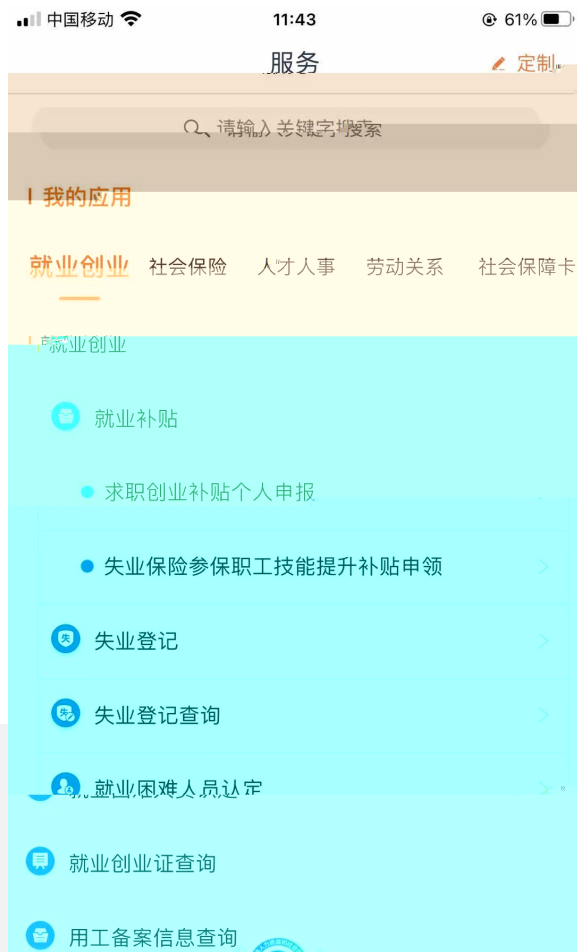 中国移动 11:43 61%
服务 定制
请输入关键字搜索
我的应用
就业创业 社会保险 人才人事 劳动关系 社会保障卡
就业创业
就业补贴
求职创业补贴个人申报
失业保险参保职工技能提升补贴申领
失业登记
失业登记查询
就业困难人员认定
就业创业证查询
用工备案信息查询